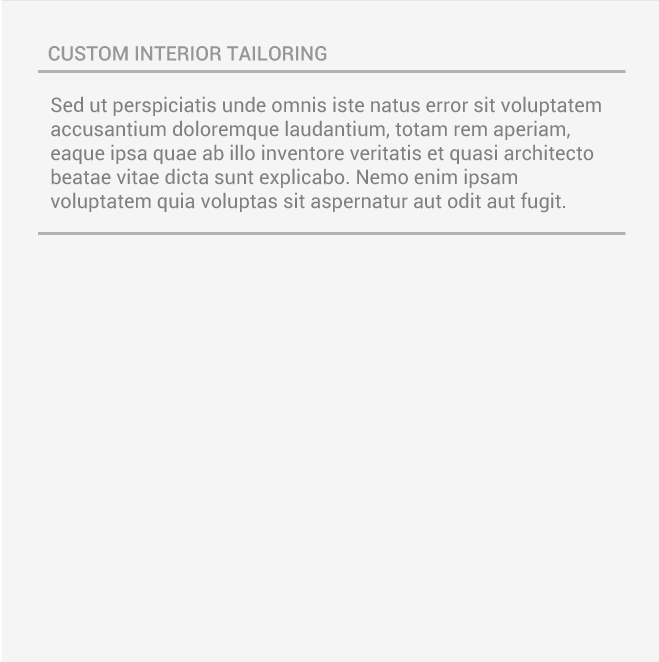 CUSTOM INTERIOR TAILORING
Sed ut perspiciatis unde omnis iste natus error sit voluptatem
accusantium doloremque laudantium, totam rem aperiam,
eaque ipsa quae ab illo inventore veritatis et quasi architecto
beatae vitae dicta sunt explicabo. Nemo enim ipsam
voluptatem quia voluptas sit aspernatur aut odit aut fugit.